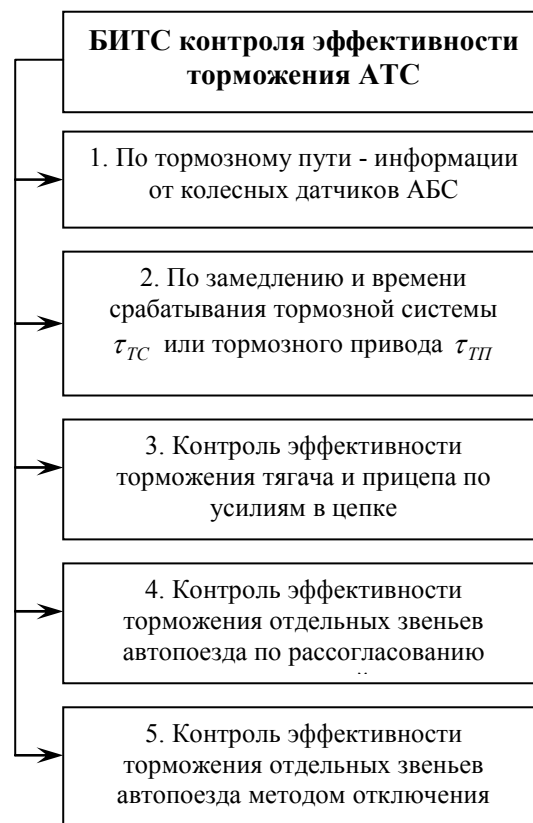 БИТС контроля эффективности
торможения АТС
1. По тормозному пути - информации
от колесных датчиков АБС
2. По замедлению и времени
срабатывания тормозной системы
τТС или тормозного привода τТП
3. Контроль эффективности
торможения тягача и прицепа по
усилиям в цепке
4. Контроль эффективности
торможения отдельных звеньев
автопоезда по рассогласованию
5. Контроль эффективности
торможения отдельных звеньев
автопоезда методом отключения